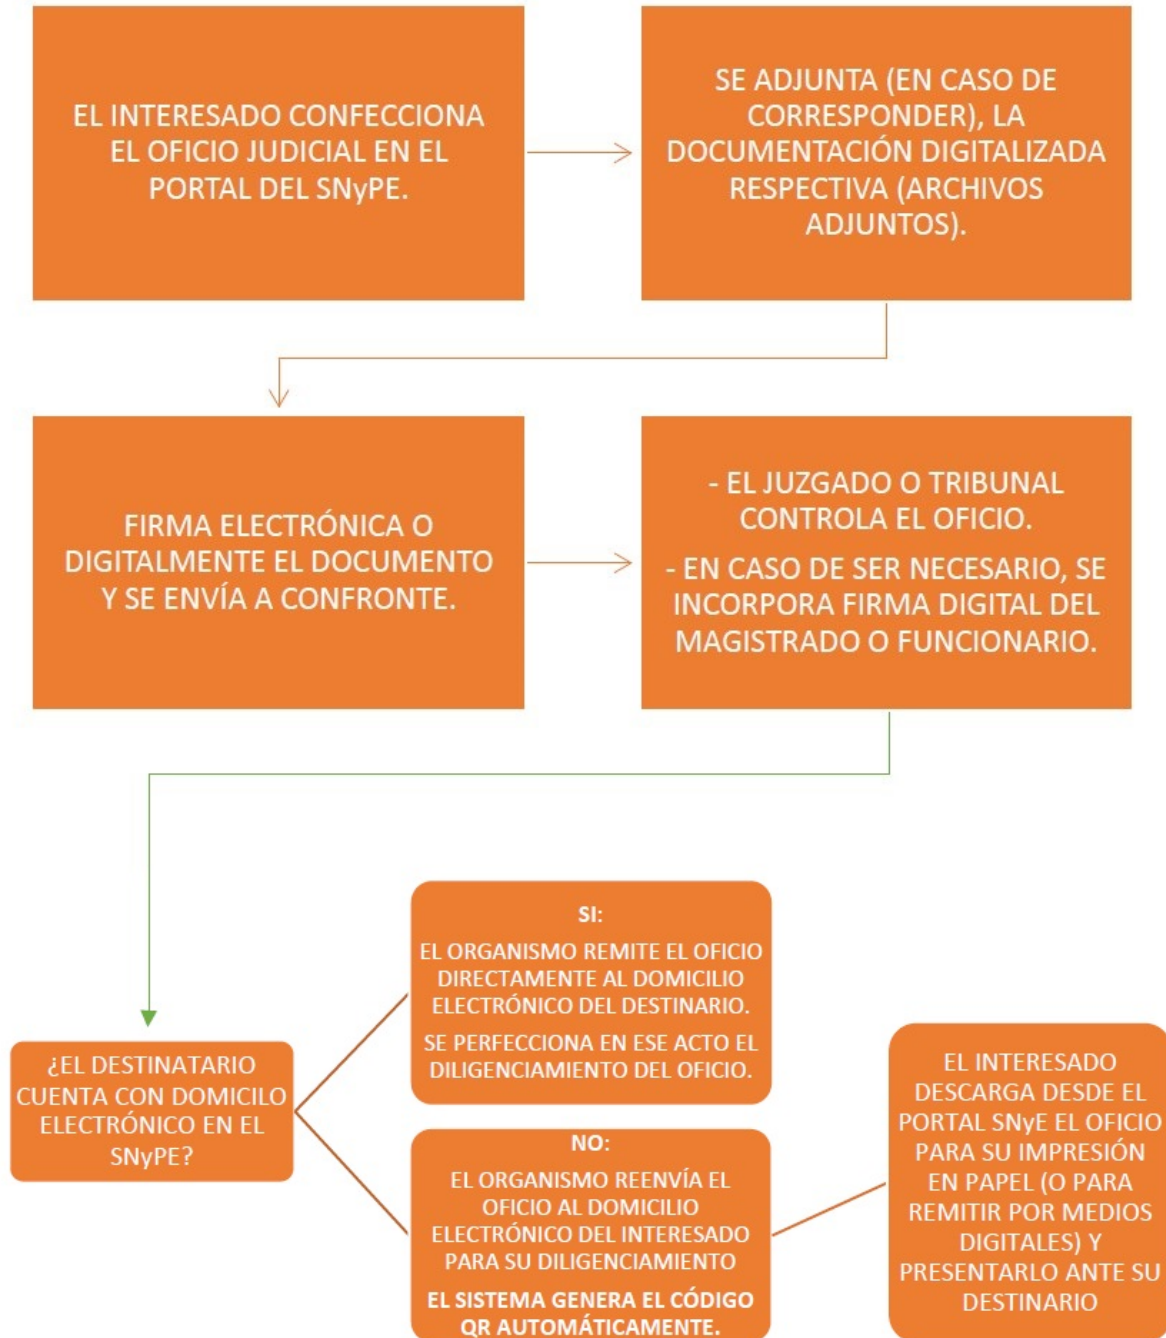 EL INTERESADO CONFECCIONA
EL OFICIO JUDICIAL EN EL
PORTAL DEL SNyPE.
SE ADJUNTA (EN CASO DE
CORRESPONDER), LA
DOCUMENTACIÓN DIGITALIZADA
RESPECTIVA (ARCHIVOS
ADJUNTOS).
FIRMA ELECTRÓNICA O
DIGITALMENTE EL DOCUMENTO
Y SE ENVÍA A CONFRONTE.
- EL JUZGADO O TRIBUNAL
CONTROLA EL OFICIO.
- EN CASO DE SER NECESARIO, SE
INCORPORA FIRMA DIGITAL DEL
MAGISTRADO O FUNCIONARIO.
¿EL DESTINATARIO
CUENTA CON DOMICILO
ELECTRÓNICO EN EL
SNyPE?
SI:
EL ORGANISMO REMITE EL OFICIO
DIRECTAMENTE AL DOMICILIO
ELECTRÓNICO DEL DESTINARIO.
SE PERFECCIONA EN ESE ACTO EL
DILIGENCIAMIENTO DEL OFICIO.
NO:
EL ORGANISMO REENVÍA EL
OFICIO AL DOMICILIO
ELECTRÓNICO DEL INTERESADO
PARA SU DILIGENCIAMIENTO
EL SISTEMA GENERA EL CÓDIGO
QR AUTOMÁTICAMENTE.
EL INTERESADO
DESCARGA DESDE EL
PORTAL SNyE EL OFICIO
PARA SU IMPRESIÓN
EN PAPEL (O PARA
REMITIR POR MEDIOS
DIGITALES) Y
PRESENTARLO ANTE SU
DESTINARIO